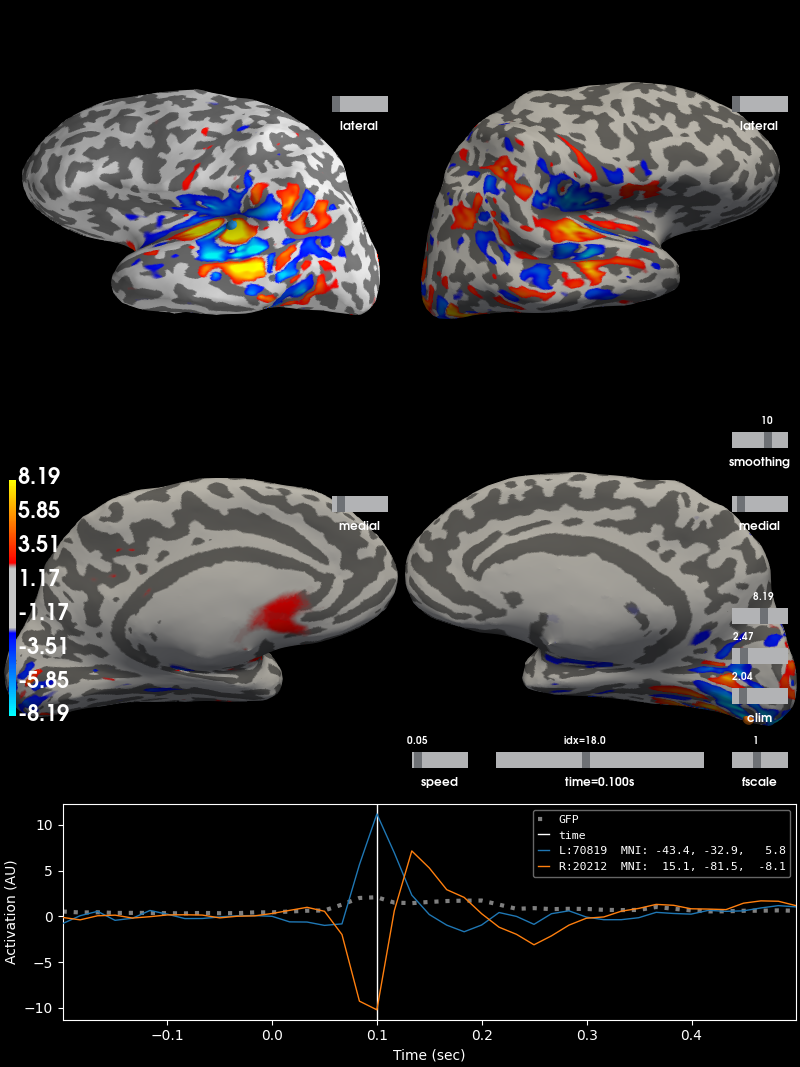 lateral
lateral
10
smoothing
medial
medial
8.19
5.85
3.51
1.17
-1.17
-3.51
-5.85
-8.19
8.19
2.47
2.04
clim
0.05
speed
idx=18.0
time=0.100s
1
fscale
GFP
time
L:70819 MNI: -43.4, -32.9, 5.8
R:20212 MNI: 15.1, -81.5, -8.1
Activation (AU)
10
5
0
−5
−10
−0.1 0.0 0.1 0.2 0.3 0.4
Time (sec)